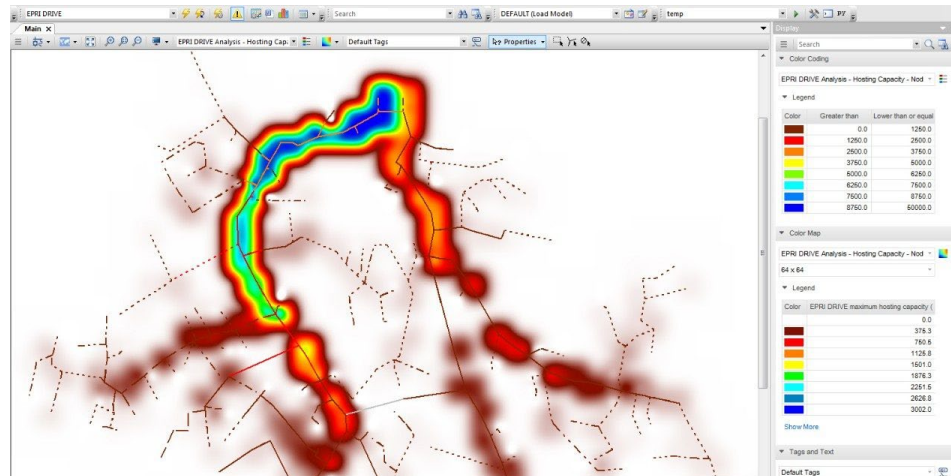 EPRI DRIVE
Search
DEFAULT (Load Model)
temp
PY
Main
Display
EPRI DRIVE Analysis - Hosting Cap.
Default Tags
Properties
Search
Color Coding
EPRI DRIVE Analysis - Hosting Capacity - Nod
Legend
Color Greater than Lower than or equal
0.0 1250.0
1250.0 2500.0
2500.0 3750.0
3750.0 5000.0
5000.0 6250.0
6250.0 7500.0
7500.0 8750.0
8750.0 50000.0
Color Map
EPRI DRIVE Analysis - Hosting Capacity - Nod
64 x 64
Legend
Color EPRI DRIVE maximum hosting capacity (
0.0
375.3
750.5
1125.8
1501.0
1876.3
2251.5
2626.8
3002.0
Show More
Tags and Text
Default Tags